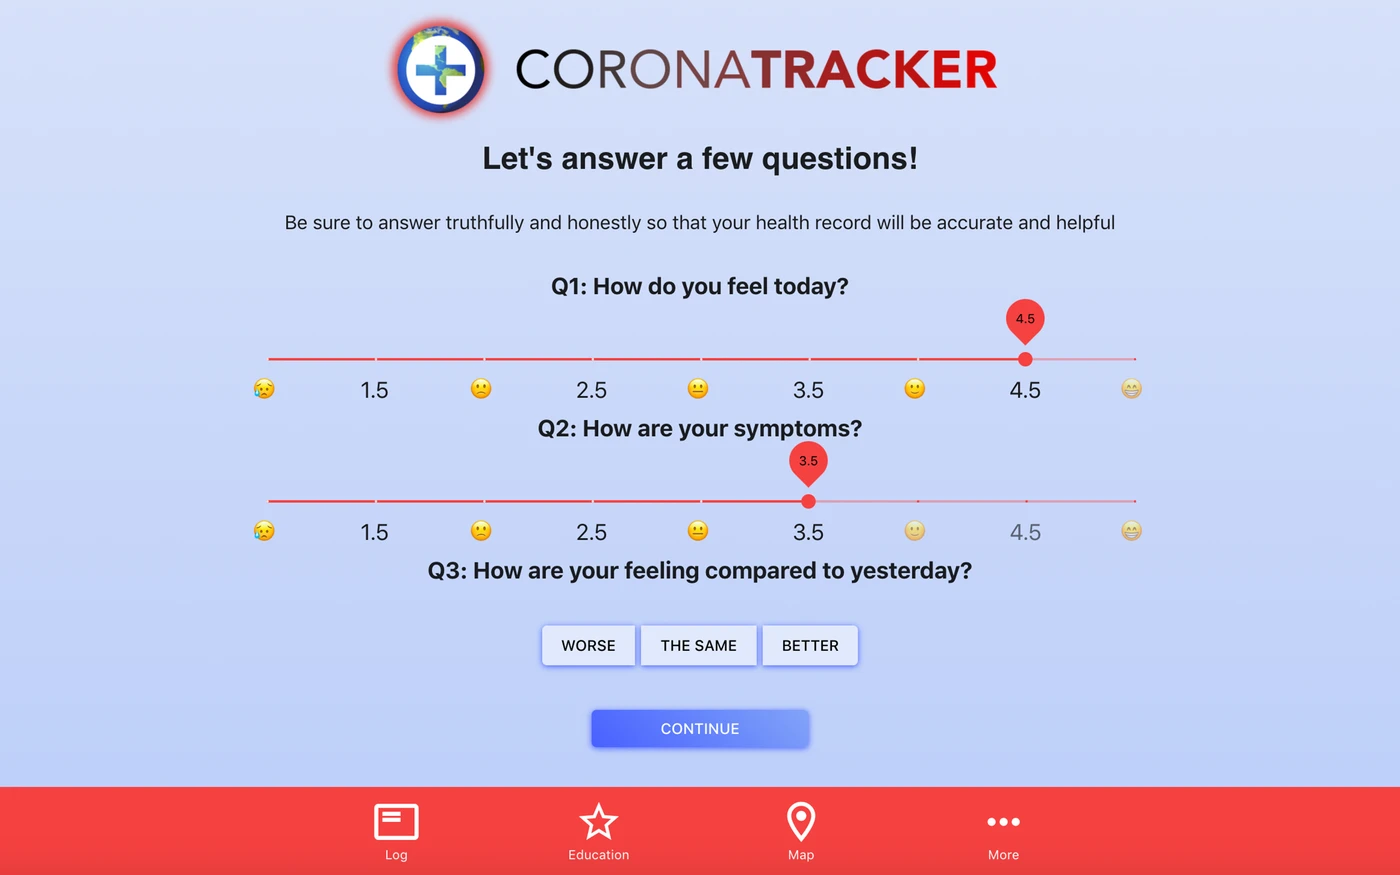 CORONATRACKER
Let's answer a few questions!
Be sure to answer truthfully and honestly so that your health record will be accurate and helpful
Q1: How do you feel today?
4.5
😥 1.5 🙁 2.5 😐 3.5 🙂 4.5 😁
Q2: How are your symptoms?
3.5
😥 1.5 🙁 2.5 😐 3.5 🙂 4.5 😁
Q3: How are your feeling compared to yesterday?
WORSE THE SAME BETTER
CONTINUE
Log Education Map More